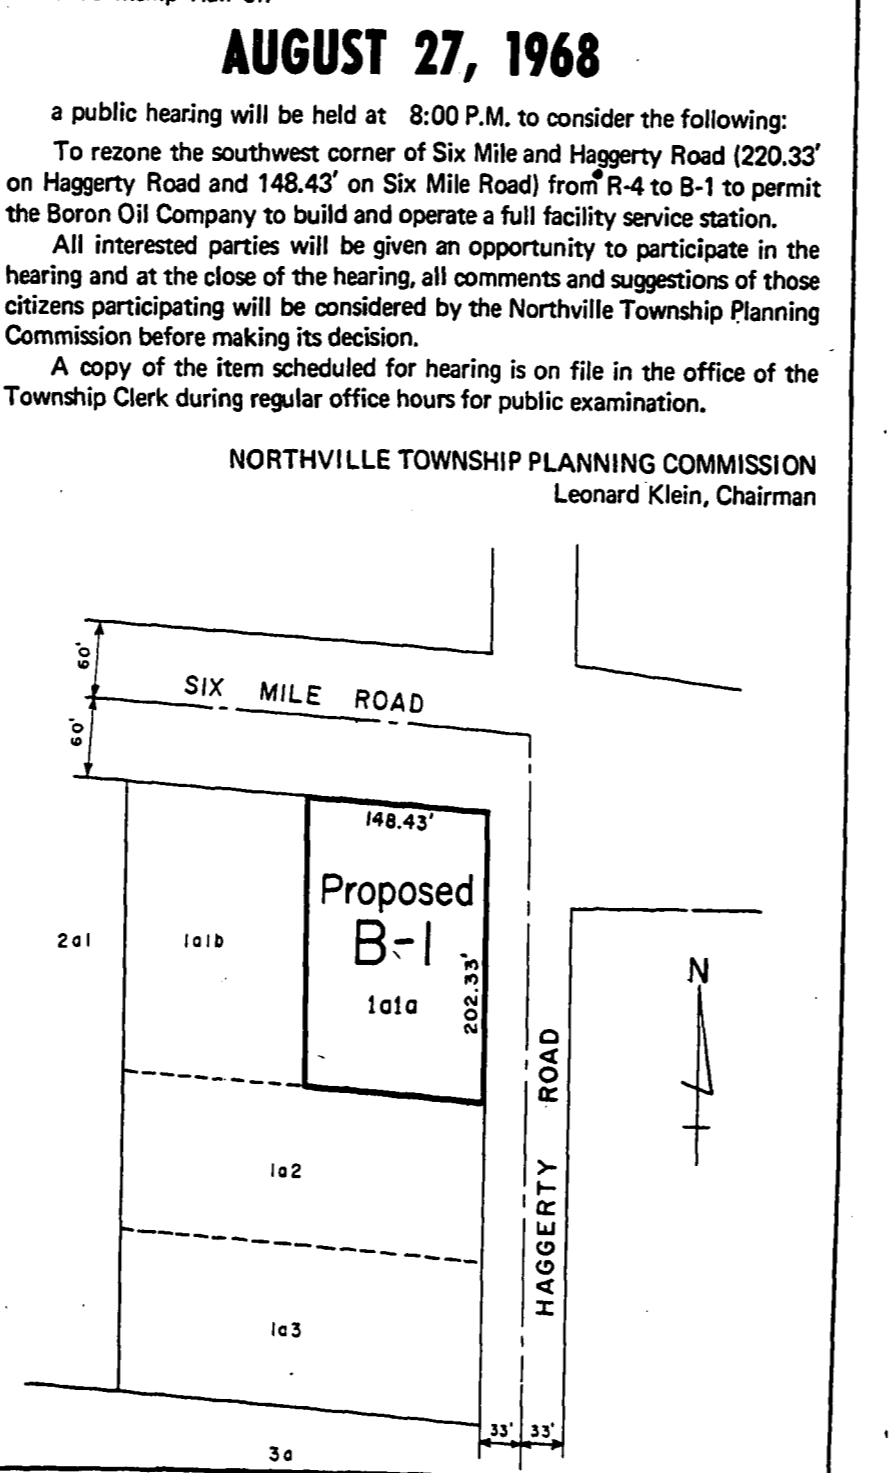 AUGUST 27, 1968
a public hearing will be held at 8:00 P.M. to consider the following:
To rezone the southwest corner of Six Mile and Haggerty Road (220.33'
on Haggerty Road and 148.43' on Six Mile Road) from R-4 to B-1 to permit
the Boron Oil Company to build and operate a full facility service station.
All interested parties will be given an opportunity to participate in the
hearing and at the close of the hearing, all comments and suggestions of those
citizens participating will be considered by the Northville Township Planning
Commission before making its decision.
A copy of the item scheduled for hearing is on file in the office of the
Township Clerk during regular office hours for public examination.
NORTHVILLE TOWNSHIP PLANNING COMMISSION
Leonard Klein, Chairman
60'
SIX MILE ROAD
60'
148.43'
Proposed
B-1
2a1
1a1b
1a1a
202.33'
N
HAGGERTY ROAD
1a2
1a3
33' 33'
3a